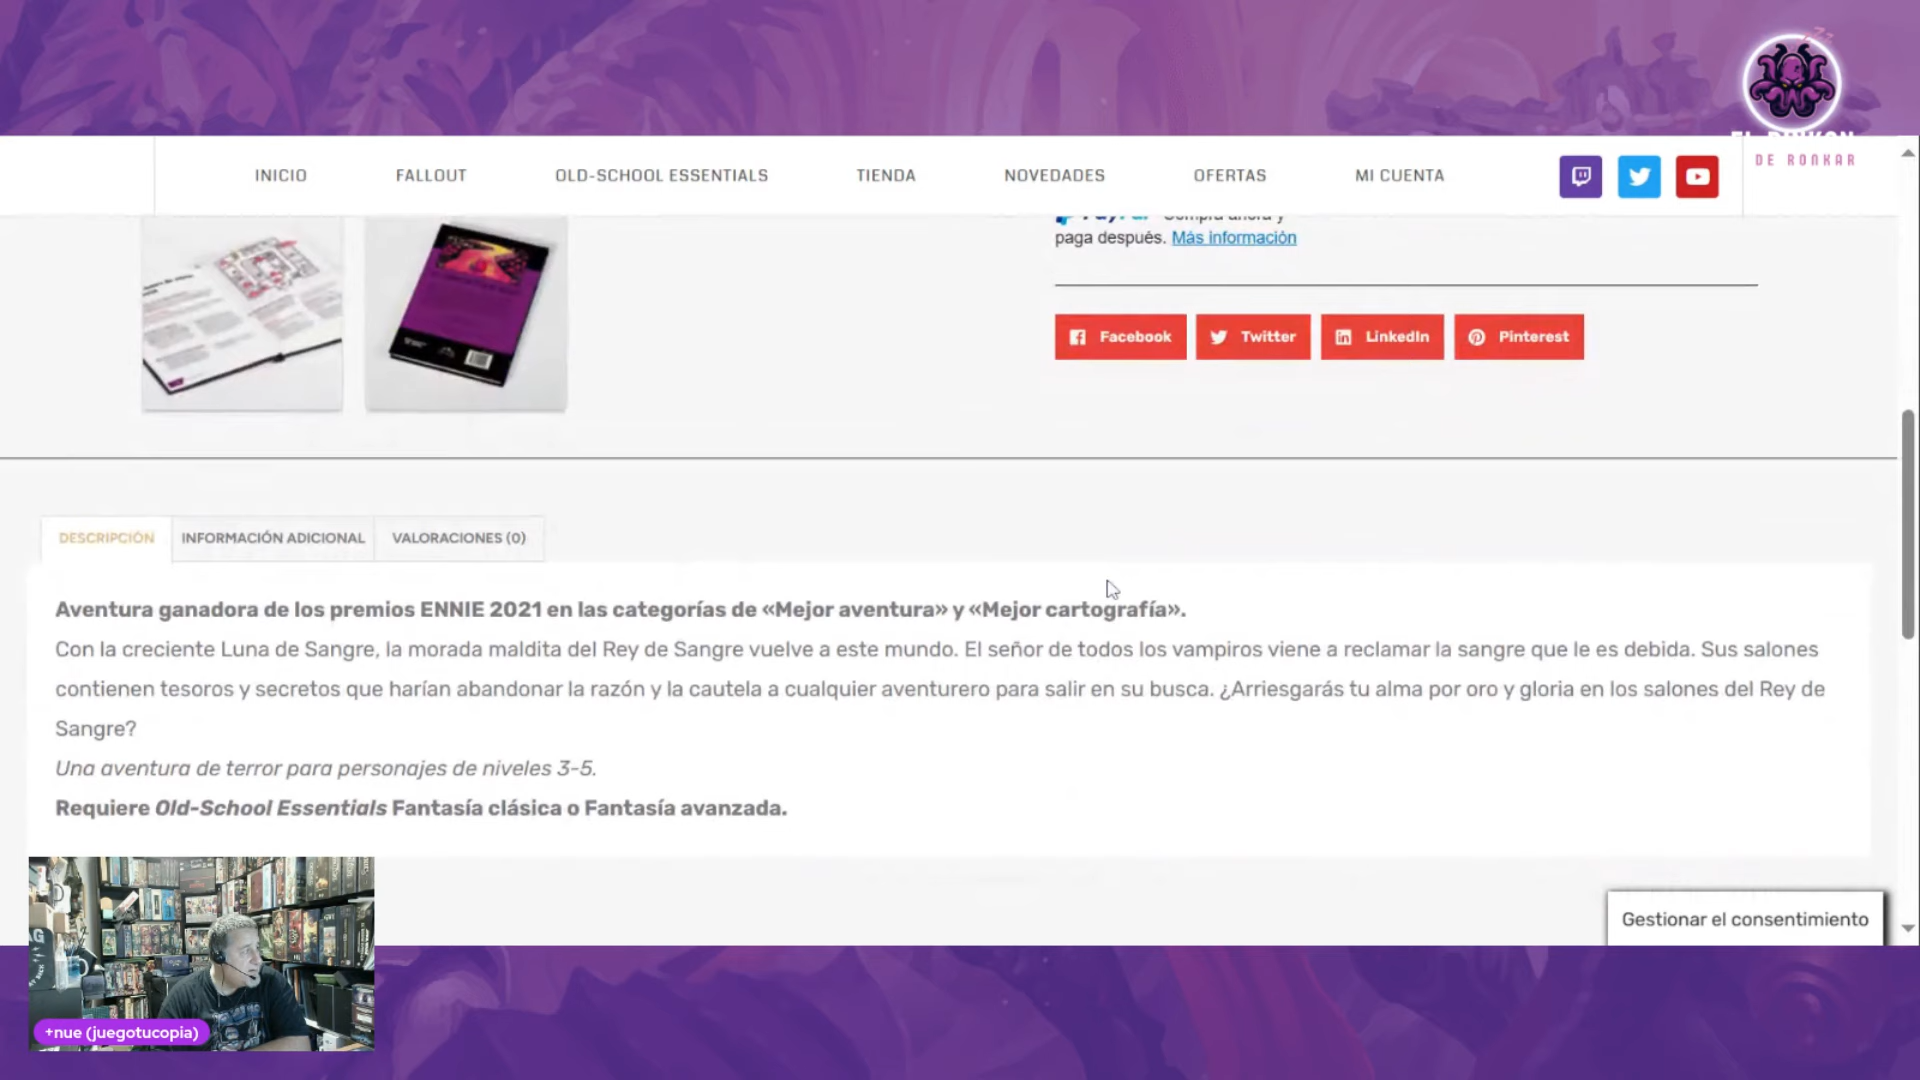 EL RINKON
DE RONKAR
INICIO
FALLOUT
OLD-SCHOOL ESSENTIALS
TIENDA
NOVEDADES
OFERTAS
MI CUENTA
PayPal Compra ahora y
paga después. Más información
Facebook
Twitter
LinkedIn
Pinterest
DESCRIPCIÓN
INFORMACIÓN ADICIONAL
VALORACIONES (0)
Aventura ganadora de los premios ENNIE 2021 en las categorías de «Mejor aventura» y «Mejor cartografía».
Con la creciente Luna de Sangre, la morada maldita del Rey de Sangre vuelve a este mundo. El señor de todos los vampiros viene a reclamar la sangre que le es debida. Sus salones
contienen tesoros y secretos que harían abandonar la razón y la cautela a cualquier aventurero para salir en su busca. ¿Arriesgarás tu alma por oro y gloria en los salones del Rey de
Sangre?
Una aventura de terror para personajes de niveles 3-5.
Requiere Old-School Essentials Fantasía clásica o Fantasía avanzada.
Gestionar el consentimiento
+nue (juegotucopia)